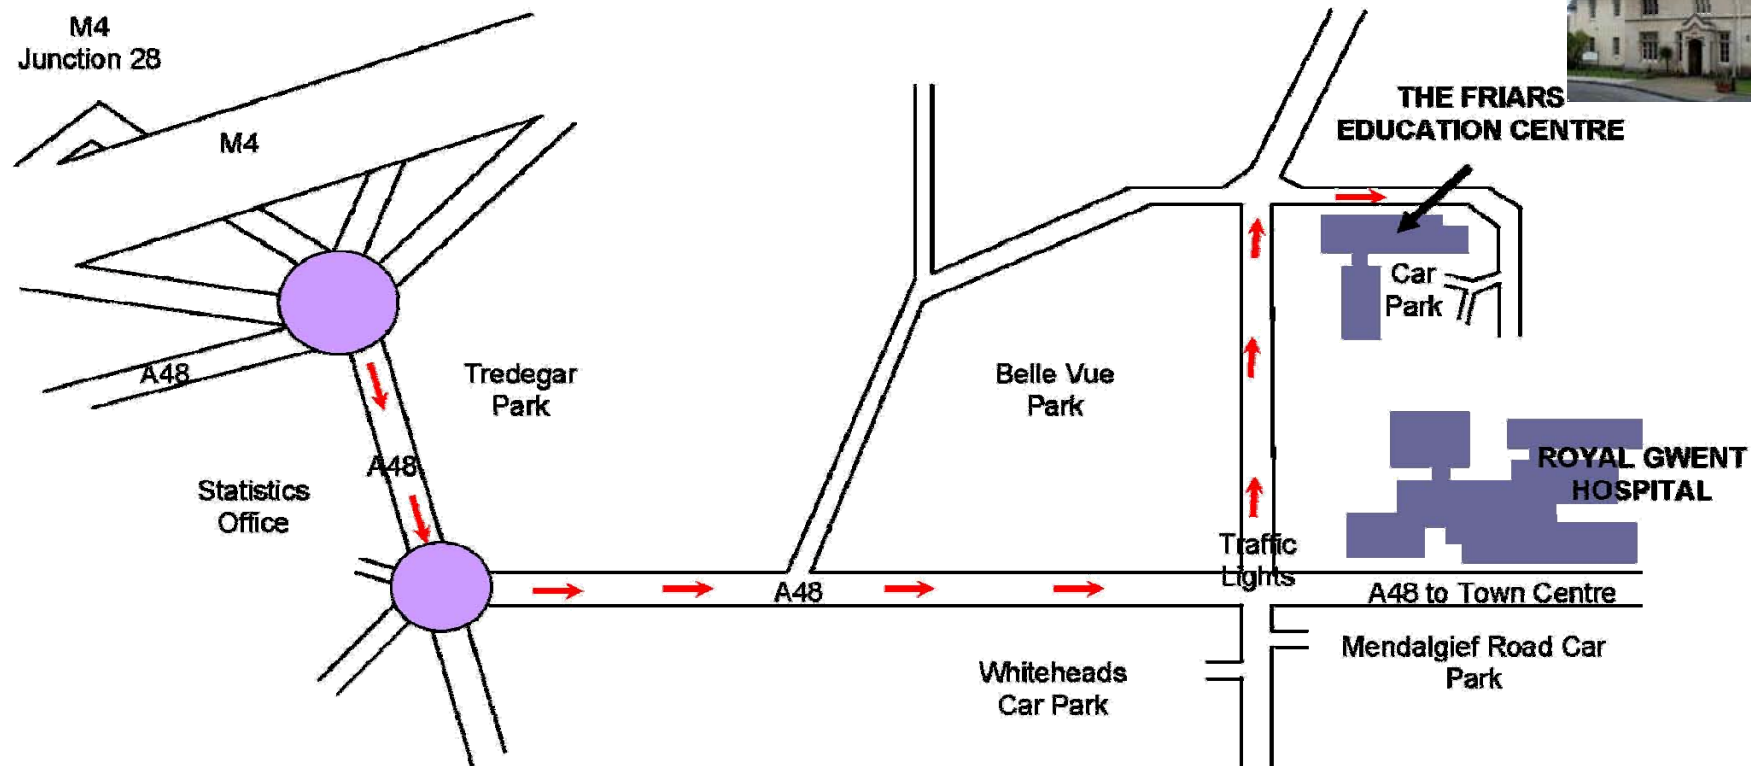 M4
Junction 28
M4
THE FRIARS
EDUCATION CENTRE
Car
Park
A48
Tredegar
Park
Belle Vue
Park
A48
Statistics
Office
ROYAL GWENT
HOSPITAL
Traffic
Lights
A48
A48 to Town Centre
Whiteheads
Car Park
Mendalgief Road Car
Park